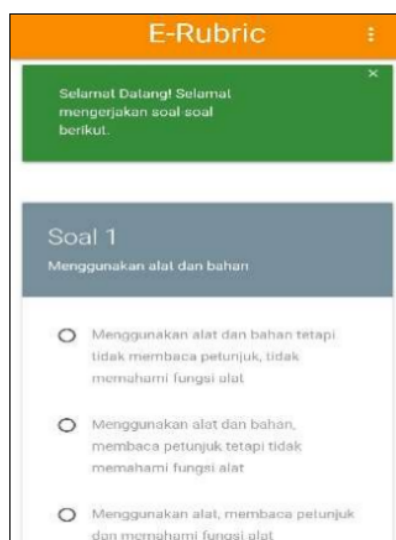 E-Rubric
Selamat Datang! Selamat
mengerjakan soal-soal
berikut.
Soal 1
Menggunakan alat dan bahan
Menggunakan alat dan bahan tetapi
tidak membaca petunjuk, tidak
memahami fungsi alat
Menggunakan alat dan bahan,
membaca petunjuk tetapi tidak
memahami fungsi alat
Menggunakan alat, membaca petunjuk
dan memahami fungsi alat